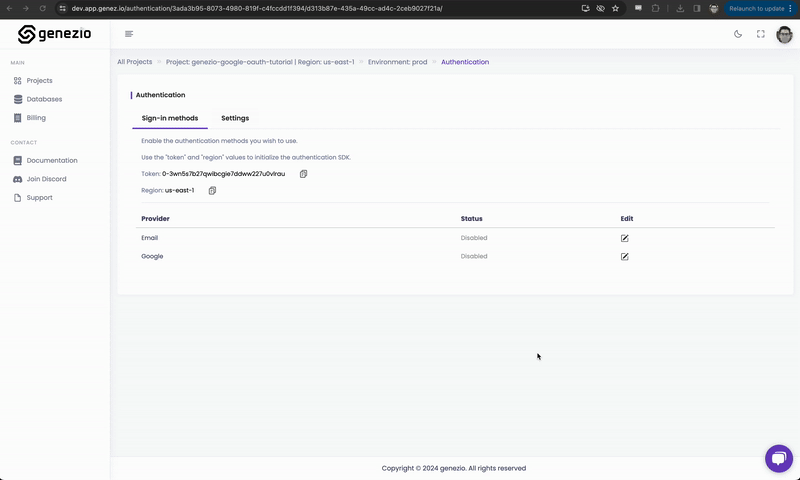 dev.app.genez.io/authentication/3ada3b95-8073-4980-819f-c4fccdd1f394/d313b87e-435a-49cc-ad4c-2ceb9027f21a/
Relaunch to update
genezio
MAIN
Projects
Databases
Billing
CONTACT
Documentation
Join Discord
Support
All Projects > Project: genezio-google-oauth-tutorial | Region: us-east-1 > Environment: prod > Authentication
Authentication
Sign-in methods Settings
Enable the authentication methods you wish to use.
Use the "token" and "region" values to initialize the authentication SDK.
Token: 0-3wn5s7b27qwibcgie7ddww227u0vlrau
Region: us-east-1
Provider Status Edit
Email Disabled
Google Disabled
Copyright © 2024 genezio. All rights reserved